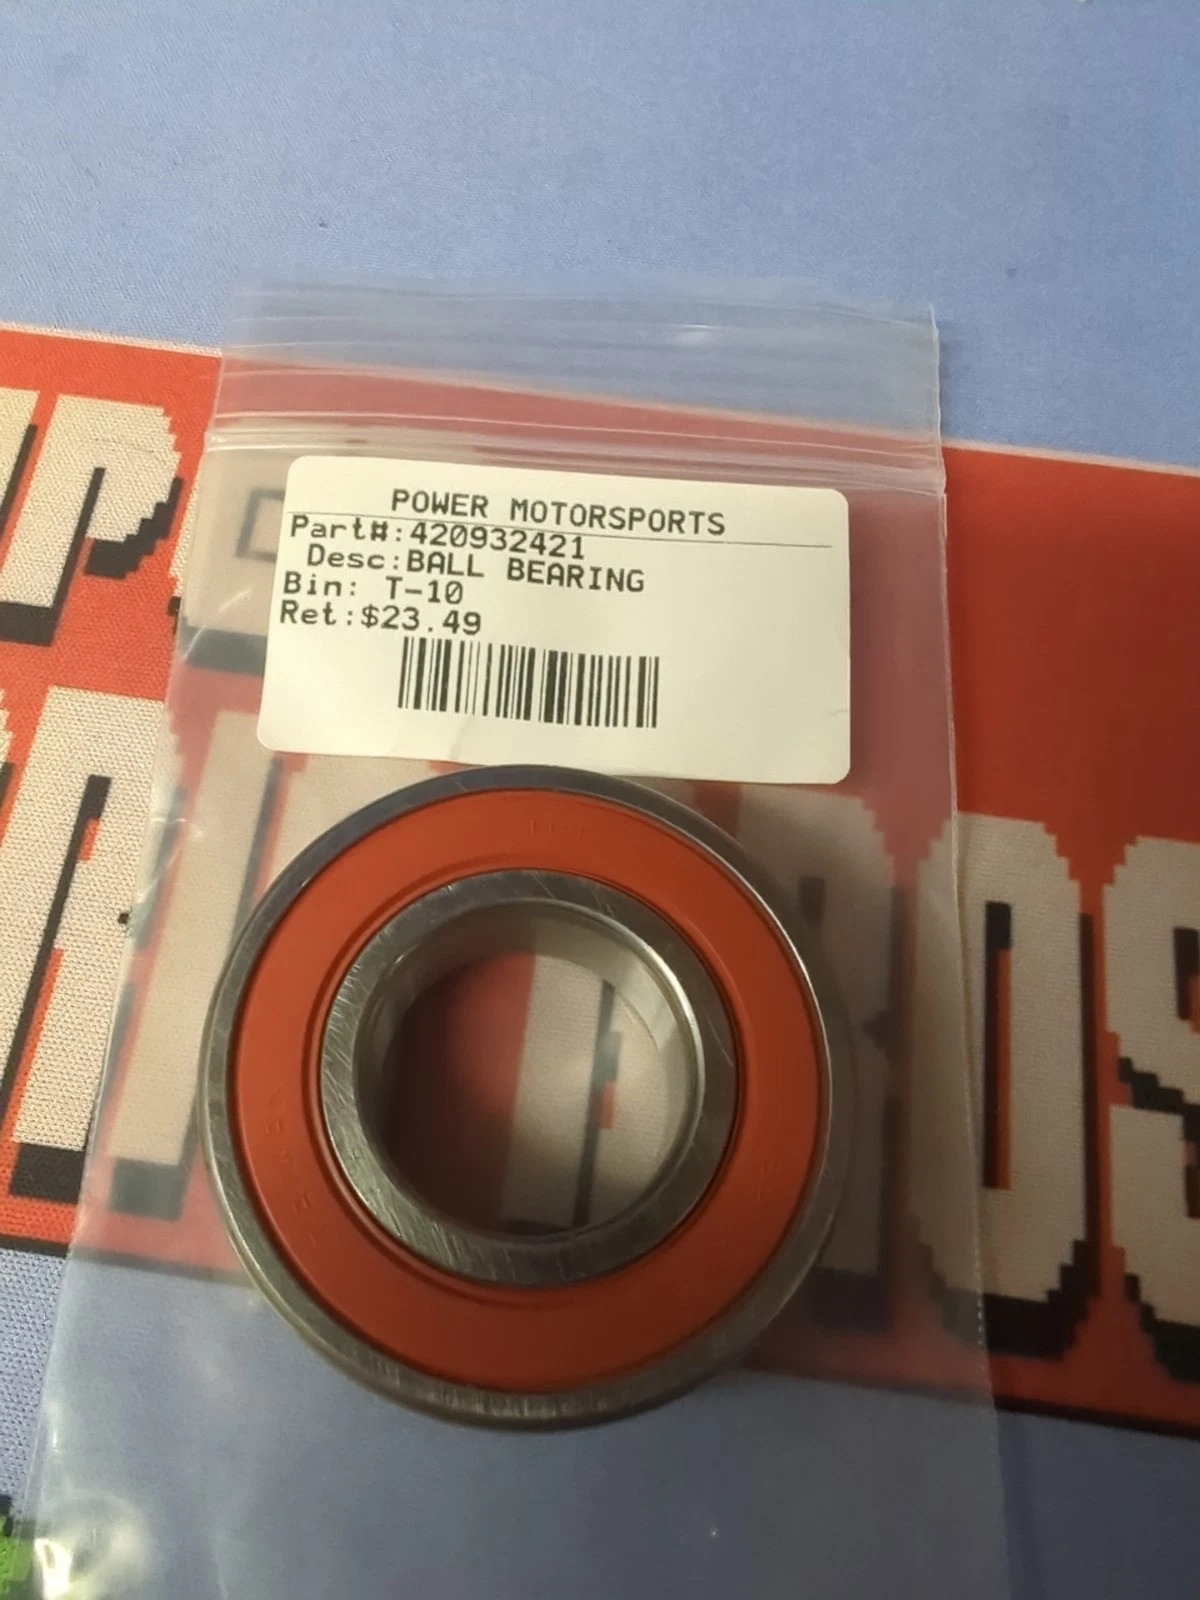 POWER MOTORSPORTS
Part#:420932421
Desc:BALL BEARING
Bin: T-10
Ret:$23.49